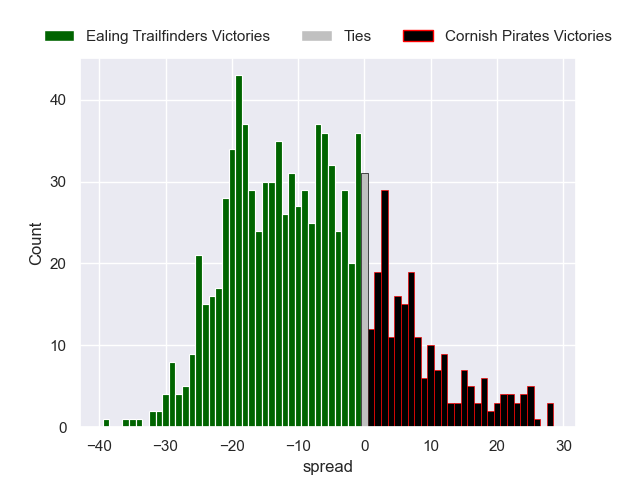 Ealing Trailfinders Victories Ties Cornish Pirates Victories
40
30
20
10
0
Count
−40 −30 −20 −10 0 10 20 30
spread